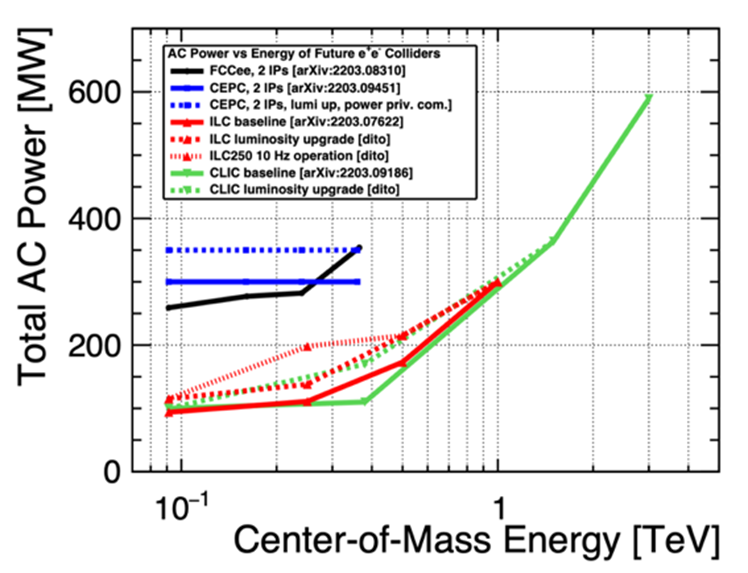 AC Power vs Energy of Future e⁺e⁻ Colliders
FCCee, 2 IPs [arXiv:2203.08310]
CEPC, 2 IPs [arXiv:2203.09451]
CEPC, 2 IPs, lumi up, power priv. com.]
ILC baseline [arXiv:2203.07622]
ILC luminosity upgrade [dito]
ILC250 10 Hz operation [dito]
CLIC baseline [arXiv:2203.09186]
CLIC luminosity upgrade [dito]
Total AC Power [MW]
600
400
200
0
10⁻¹
1
Center-of-Mass Energy [TeV]